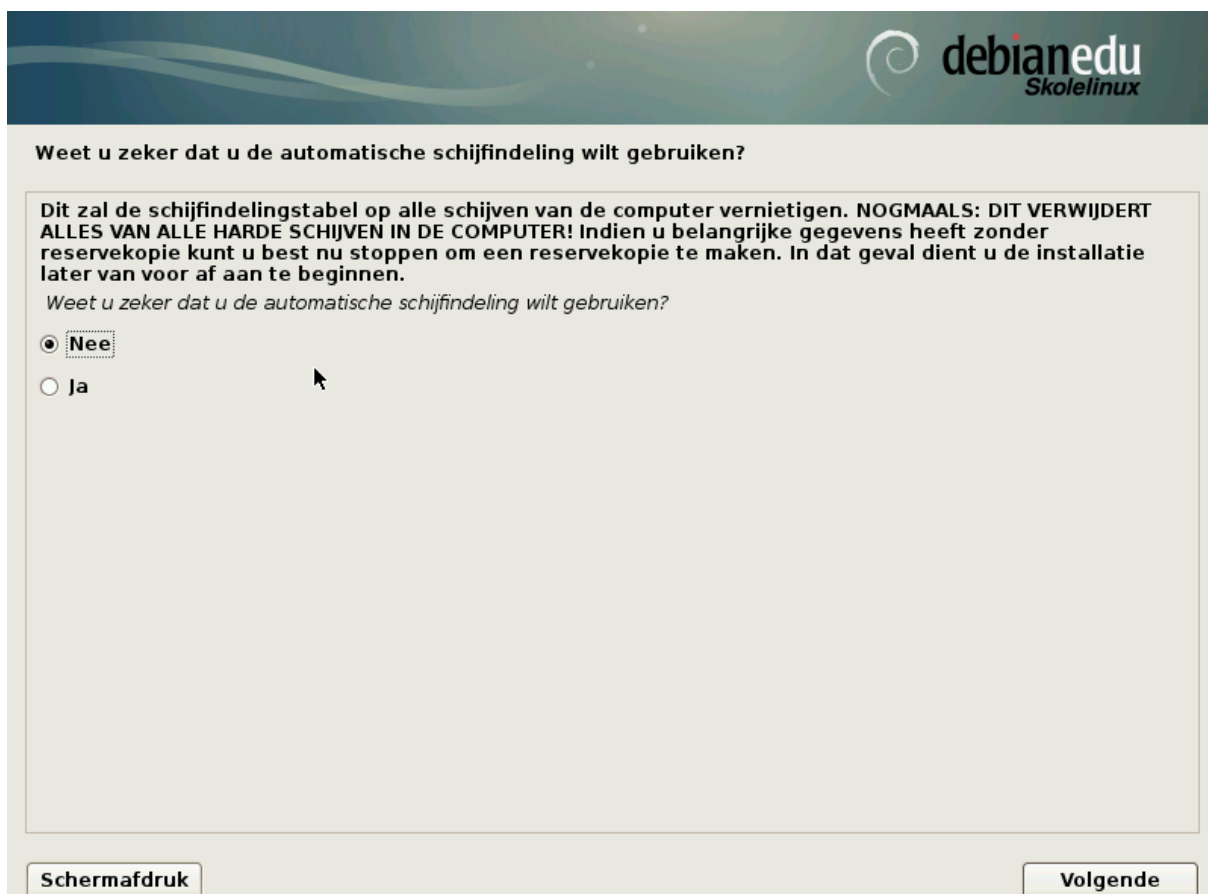 debianedu
Skolelinux
Weet u zeker dat u de automatische schijfindeling wilt gebruiken?
Dit zal de schijfindelingstabel op alle schijven van de computer vernietigen. NOGMAALS: DIT VERWIJDERT
ALLES VAN ALLE HARDE SCHIJVEN IN DE COMPUTER! Indien u belangrijke gegevens heeft zonder
reservekopie kunt u best nu stoppen om een reservekopie te maken. In dat geval dient u de installatie
later van voor af aan te beginnen.
Weet u zeker dat u de automatische schijfindeling wilt gebruiken?
Nee
Ja
Schermafdruk
Volgende